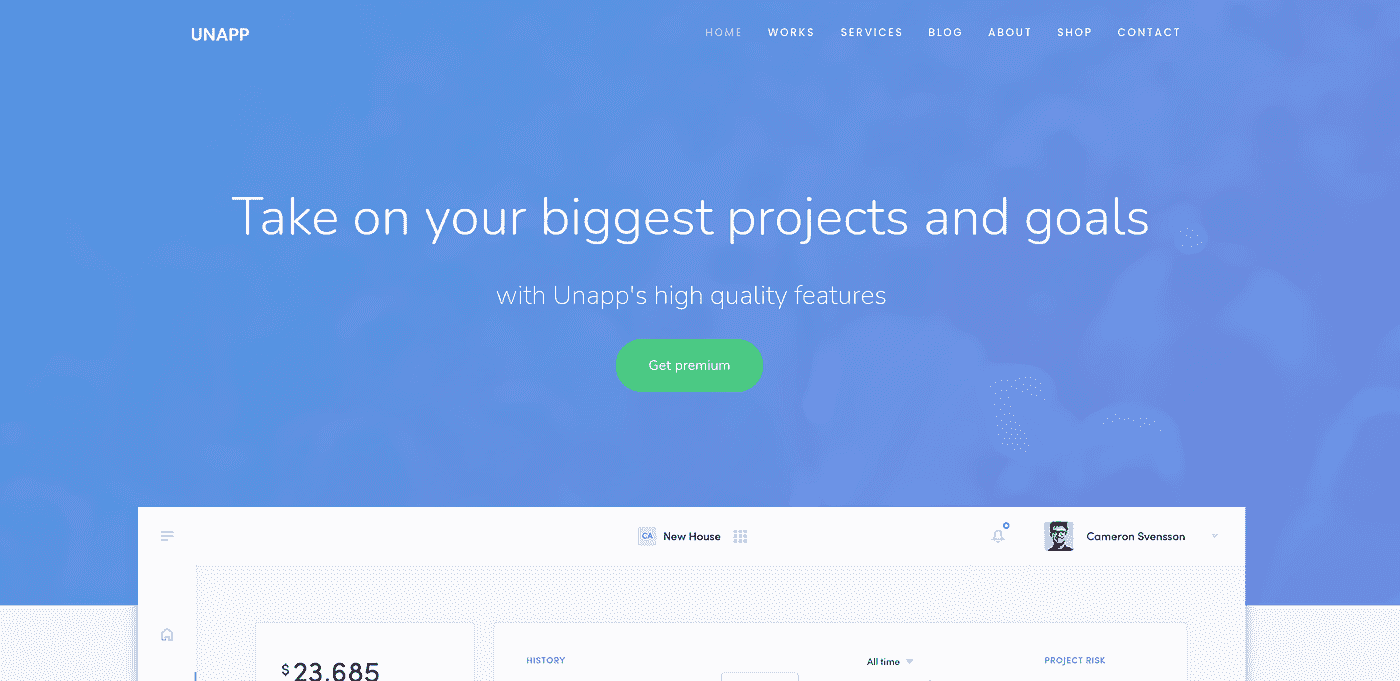 UNAPP
HOME WORKS SERVICES BLOG ABOUT SHOP CONTACT
Take on your biggest projects and goals
with Unapp's high quality features
Get premium
CA New House
Cameron Svensson
$23,685
HISTORY
All time
PROJECT RISK